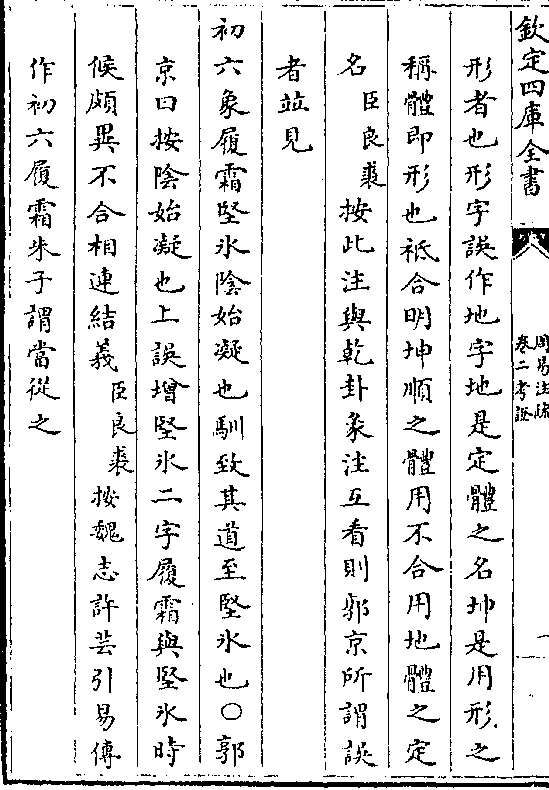 欽定四庫全書
周易注疏
卷二考證
形者也形字誤作地字地是定體之名坤是用形之
稱體即形也祇合明坤順之體用不合用地體之定
名臣良裘按此注與乾卦象注互看則郭京所謂誤
者竝見
初六象履霜堅氷陰始凝也馴致其道至堅氷也○郭
京曰按陰始凝也上誤增堅氷二字履霜與堅氷時
候頗異不合相連結義臣良裘按魏志許芸引易傳
作初六履霜朱子謂當從之